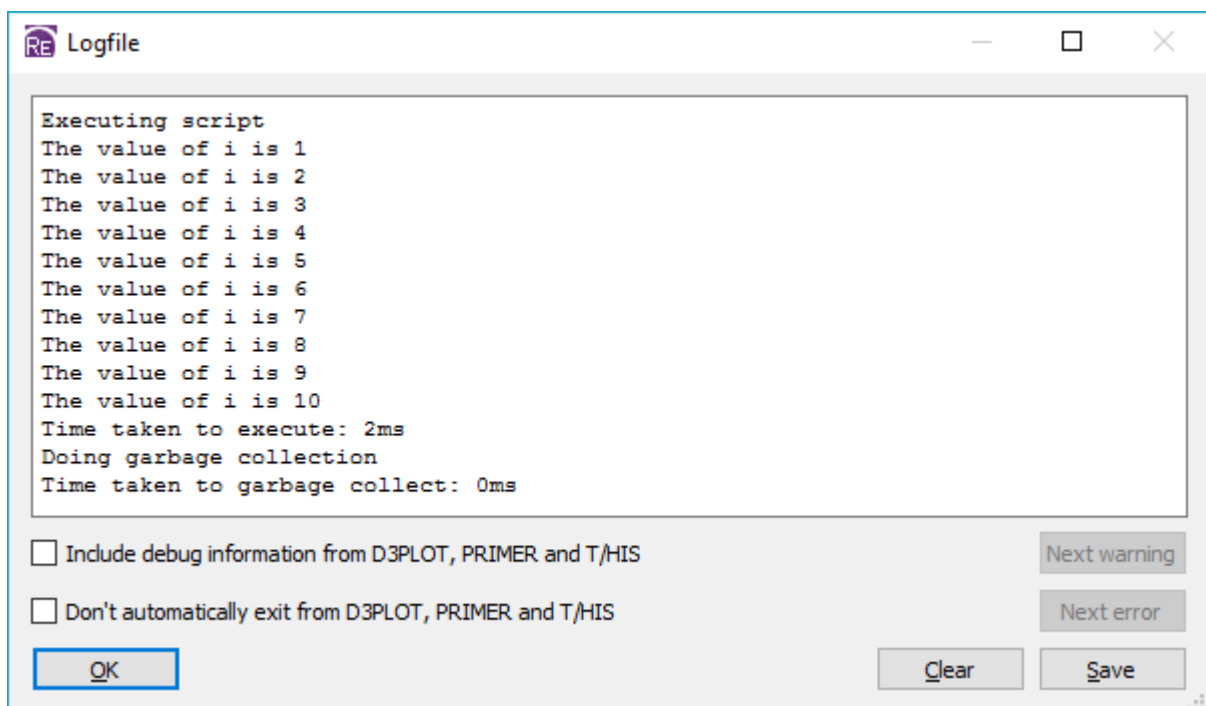 RE Logfile
Executing script
The value of i is 1
The value of i is 2
The value of i is 3
The value of i is 4
The value of i is 5
The value of i is 6
The value of i is 7
The value of i is 8
The value of i is 9
The value of i is 10
Time taken to execute: 2ms
Doing garbage collection
Time taken to garbage collect: 0ms
Include debug information from D3PLOT, PRIMER and T/HIS
Next warning
Don't automatically exit from D3PLOT, PRIMER and T/HIS
Next error
OK
Clear
Save